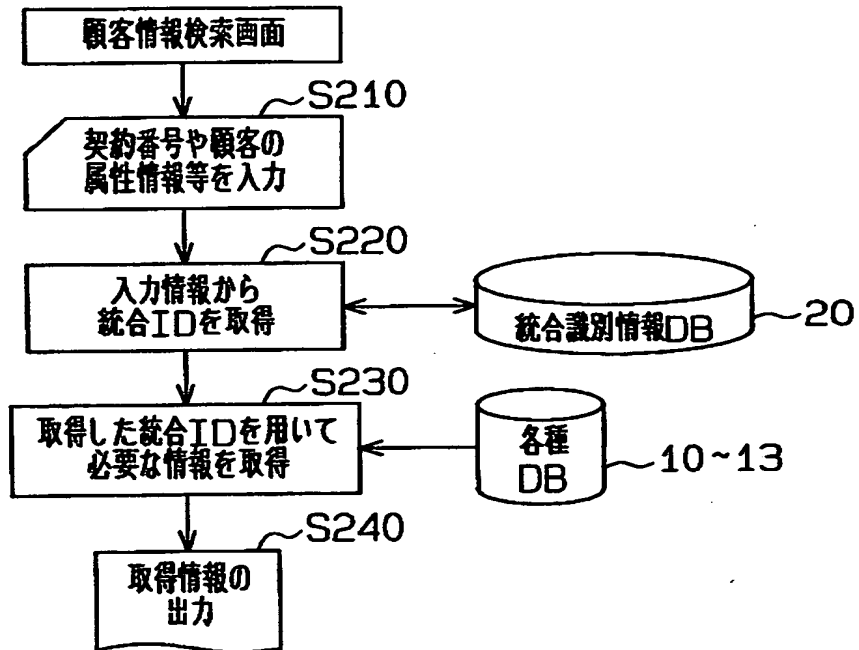 顧客情報検索画面
S210
契約番号や顧客の
属性情報等を入力
S220
入力情報から
統合IDを取得
統合識別情報DB
20
S230
取得した統合IDを用いて
必要な情報を取得
各種
DB
10~13
S240
取得情報の
出力